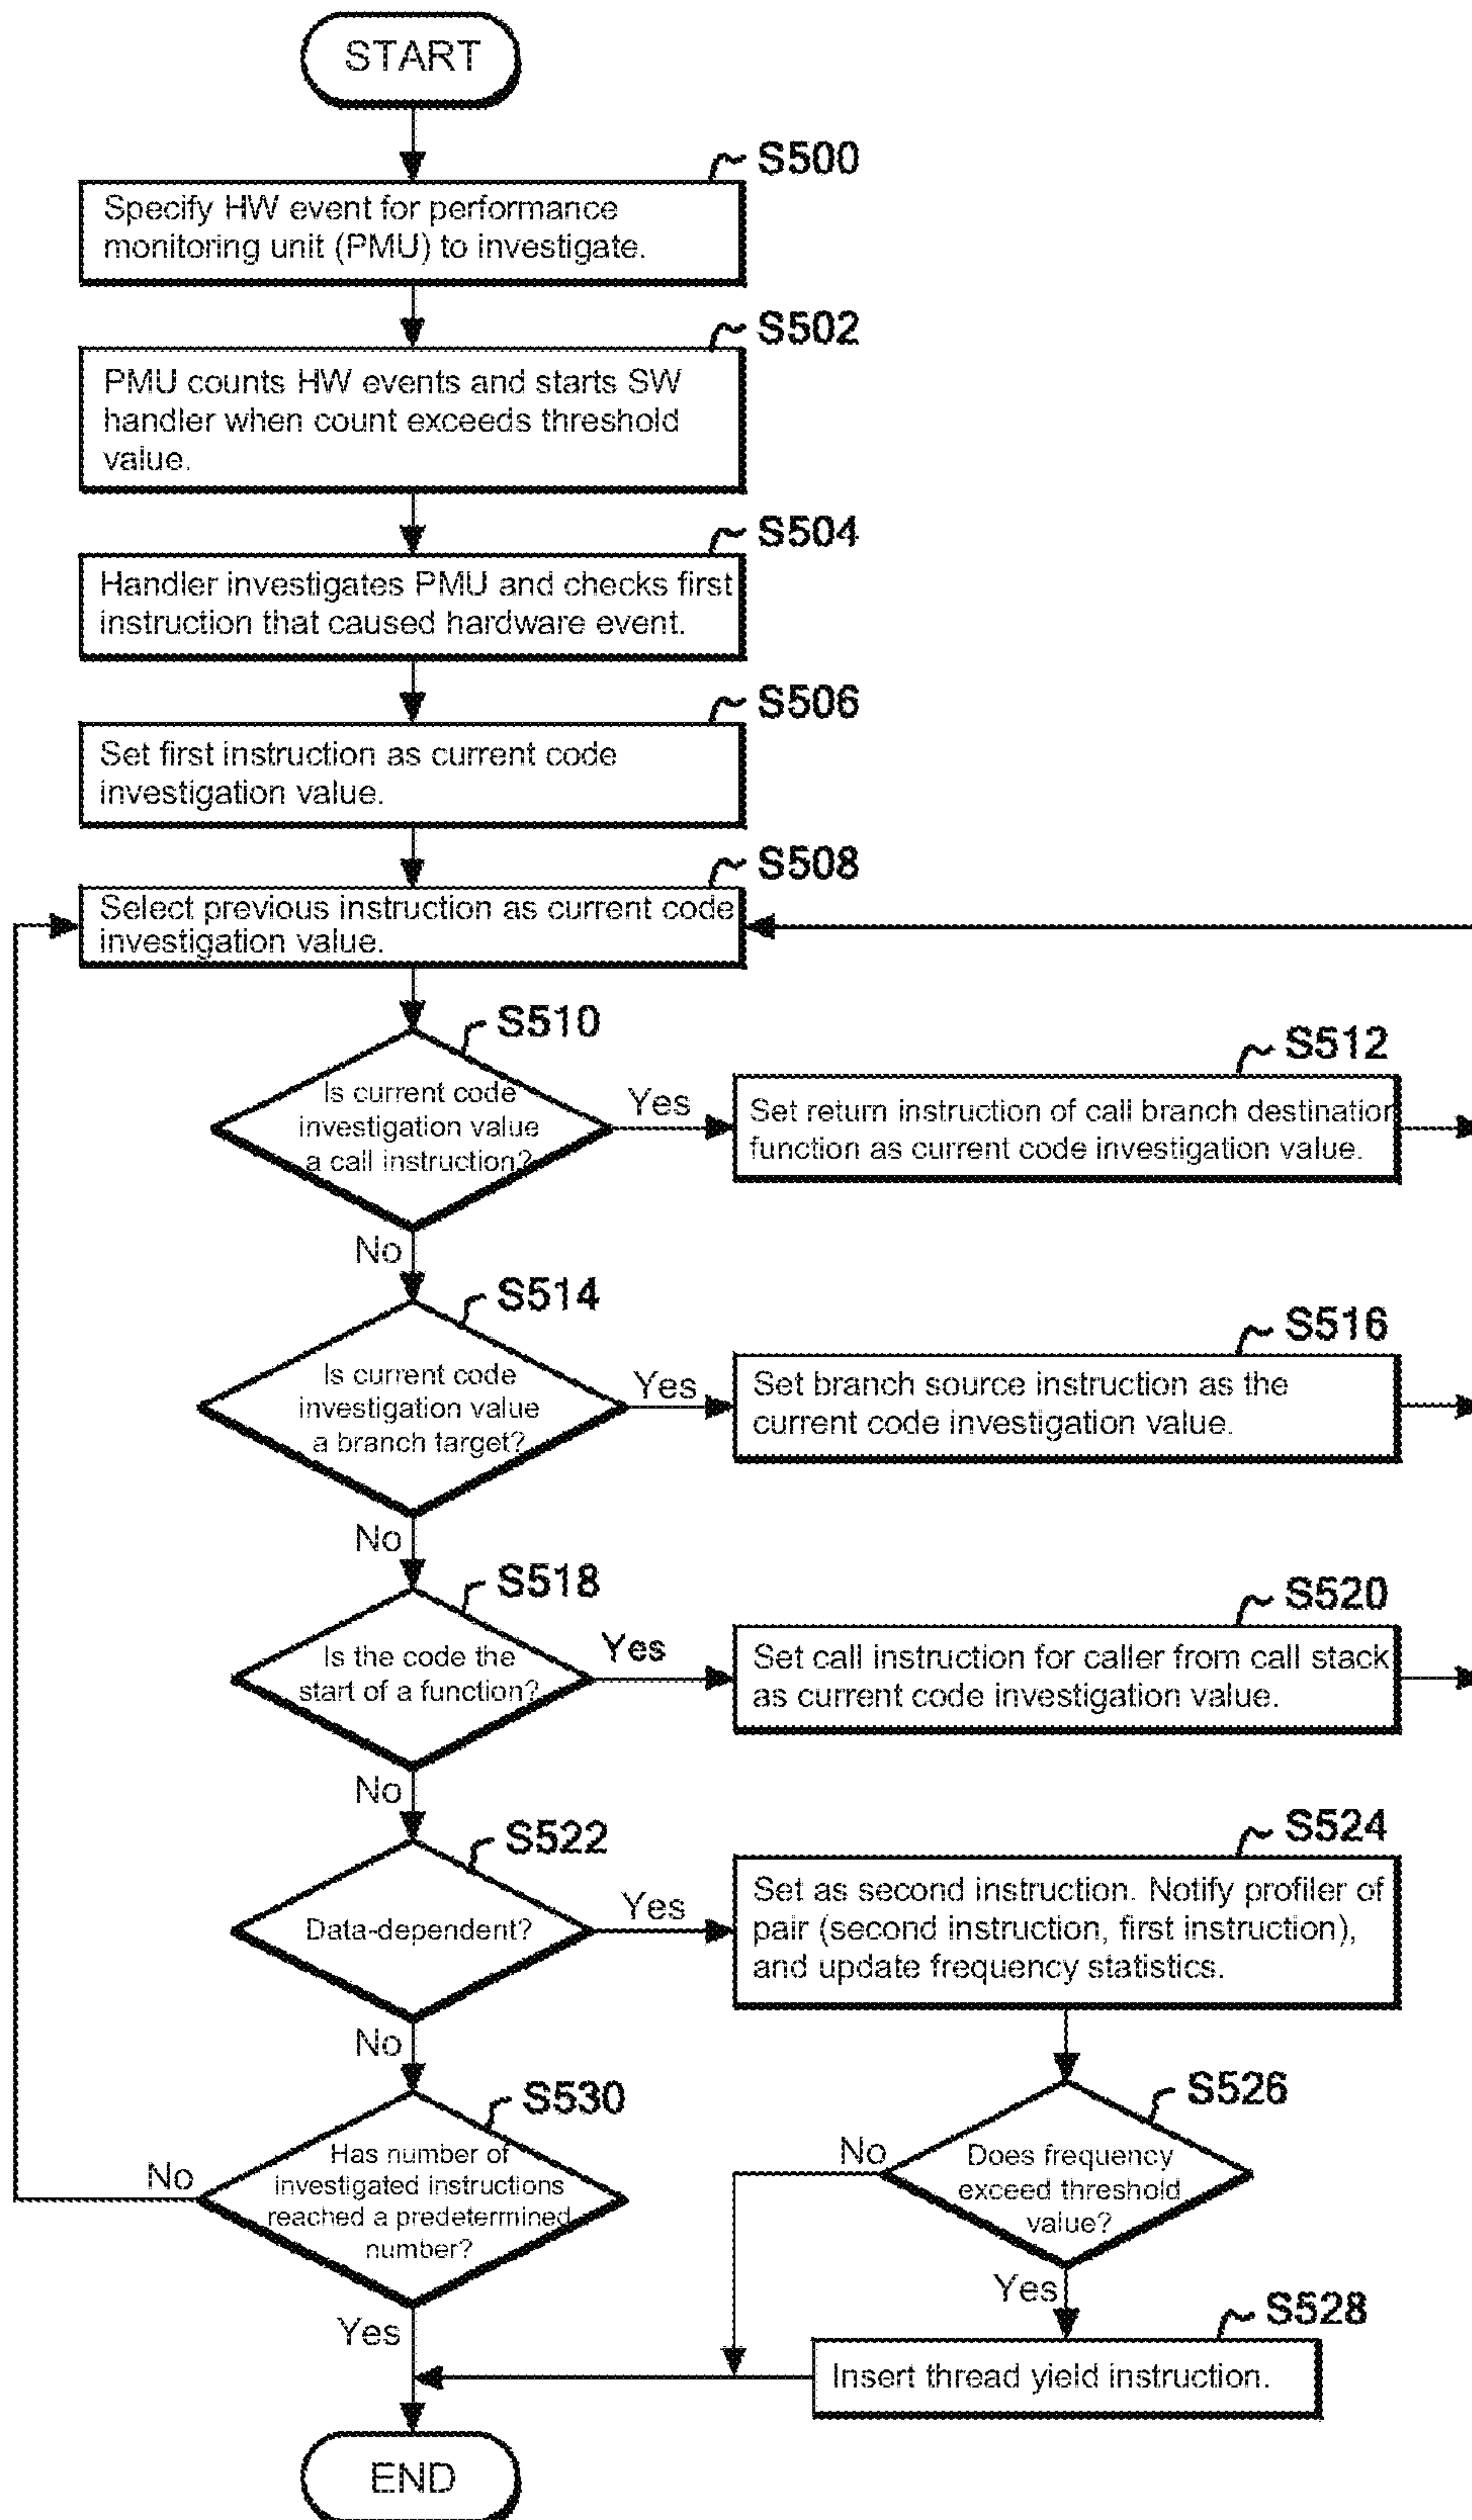 START
S500
Specify HW event for performance
monitoring unit (PMU) to investigate.
S502
PMU counts HW events and starts SW
handler when count exceeds threshold
value.
S504
Handler investigates PMU and checks first
instruction that caused hardware event.
S506
Set first instruction as current code
investigation value.
S508
Select previous instruction as current code
investigation value.
S510
Is current code
investigation value
a call instruction?
Yes
No
S512
Set return instruction of call branch destination
function as current code investigation value.
S514
Is current code
investigation value
a branch target?
Yes
No
S516
Set branch source instruction as the
current code investigation value.
S518
Is the code the
start of a function?
Yes
No
S520
Set call instruction for caller from call stack
as current code investigation value.
S522
Data-dependent?
Yes
No
S524
Set as second instruction. Notify profiler of
pair (second instruction, first instruction),
and update frequency statistics.
S530
Has number of
investigated instructions
reached a predetermined
number?
No
Yes
S526
Does frequency
exceed threshold
value?
No
Yes
S528
Insert thread yield instruction.
END